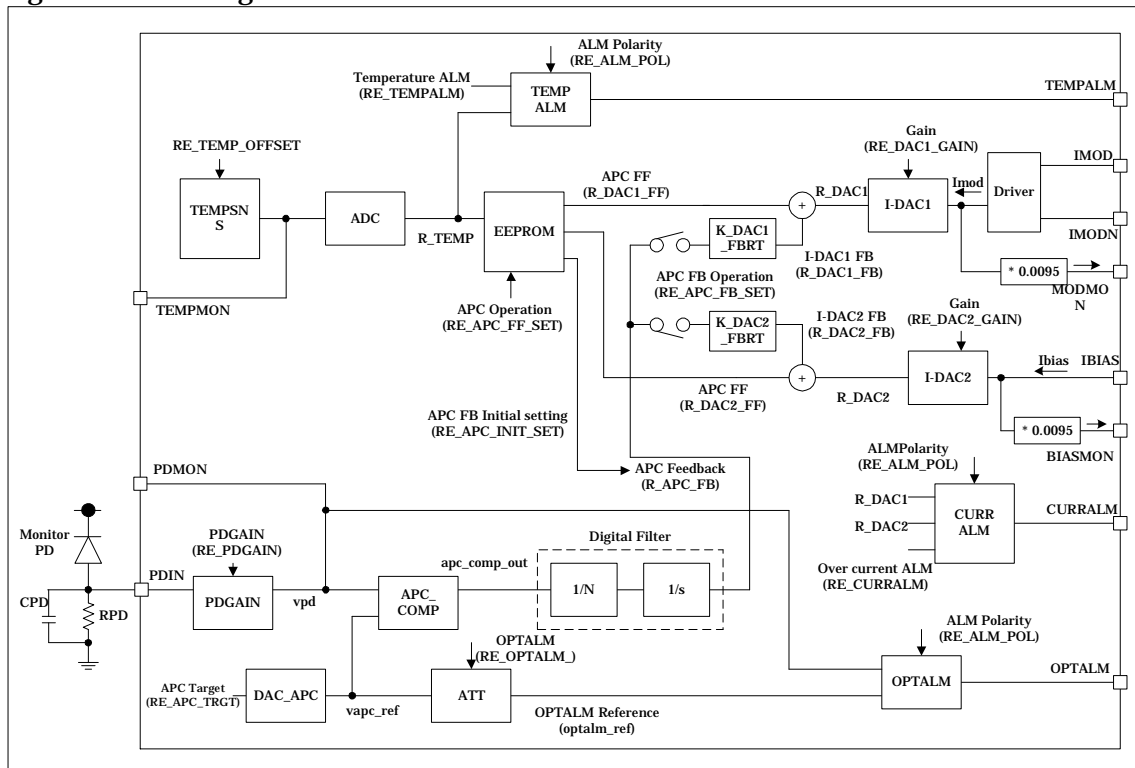 ALM Polarity
(RE_ALM_POL)
Temperature ALM
(RE_TEMPALM)
TEMP
ALM
TEMPALM
RE_TEMP_OFFSET
TEMPSN
S
ADC
R_TEMP
EEPROM
APC FF
(R_DAC1_FF)
K_DAC1
_FBRT
APC FB Operation
(RE_APC_FB_SET)
I-DAC1 FB
(R_DAC1_FB)
+
R_DAC1
Gain
(RE_DAC1_GAIN)
I-DAC1
Imod
Driver
IMOD
IMODN
* 0.0095
MODMO
N
TEMPMON
APC Operation
(RE_APC_FF_SET)
K_DAC2
_FBRT
I-DAC2 FB
(R_DAC2_FB)
Gain
(RE_DAC2_GAIN)
+
APC FF
(R_DAC2_FF)
R_DAC2
I-DAC2
Ibias
IBIAS
* 0.0095
BIASMON
APC FB Initial setting
(RE_APC_INIT_SET)
APC Feedback
(R_APC_FB)
PDMON
ALMPolarity
(RE_ALM_POL)
R_DAC1
R_DAC2
Over current ALM
(RE_CURRALM)
CURR
ALM
CURRALM
Monitor
PD
PDIN
CPD
RPD
PDGAIN
(RE_PDGAIN)
PDGAIN
vpd
APC_
COMP
apc_comp_out
Digital Filter
1/N
1/s
APC Target
(RE_APC_TRGT)
DAC_APC
vapc_ref
OPTALM
(RE_OPTALM_)
ATT
OPTALM Reference
(optalm_ref)
ALM Polarity
(RE_ALM_POL)
OPTALM
OPTALM